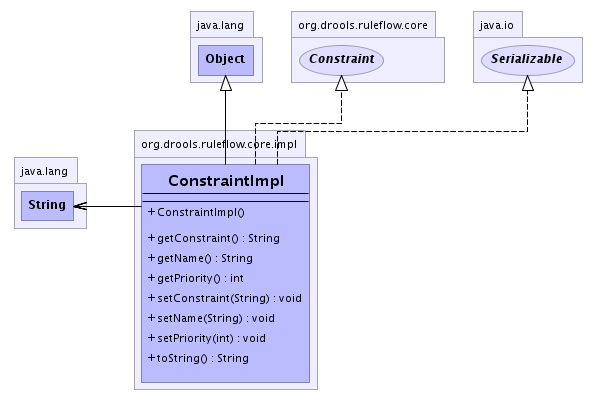 java.lang
Object
org.drools.ruleflow.core
Constraint
java.io
Serializable
org.drools.ruleflow.core.impl
java.lang
String
ConstraintImpl
+ConstraintImpl()
+getConstraint() : String
+getName() : String
+getPriority() : int
+setConstraint(String) : void
+setName(String) : void
+setPriority(int) : void
+toString() : String